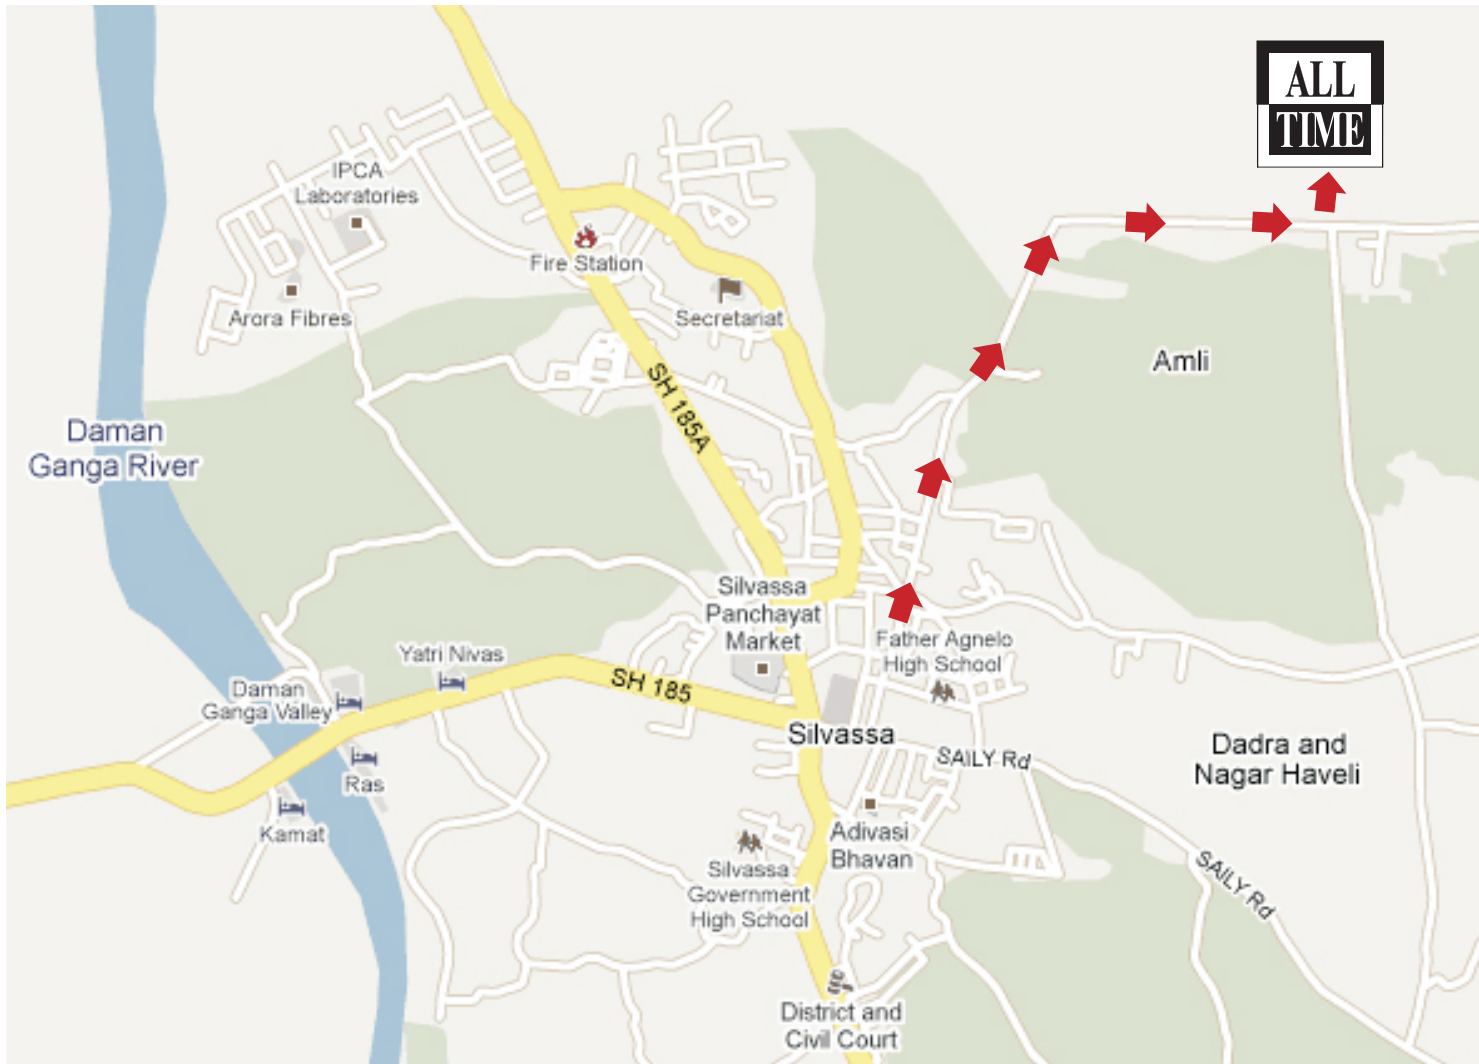 ALL
TIME
IPCA
Laboratories
Fire Station
Arora Fibres
Secretariat
SH 185A
Amli
Daman
Ganga River
Silvassa
Panchayat
Market
Father Agnelo
High School
Yatri Nivas
SH 185
Daman
Ganga Valley
Silvassa
SAILY Rd
Dadra and
Nagar Haveli
Ras
Kamat
Adivasi
Bhavan
Silvassa
Government
High School
SAILY Rd
District and
Civil Court